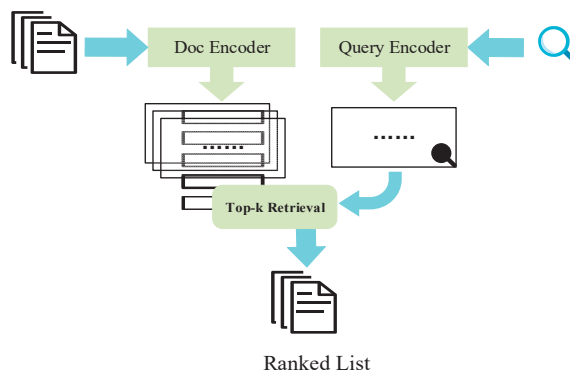 Doc Encoder
Query Encoder
......
......
Top-k Retrieval
Ranked List